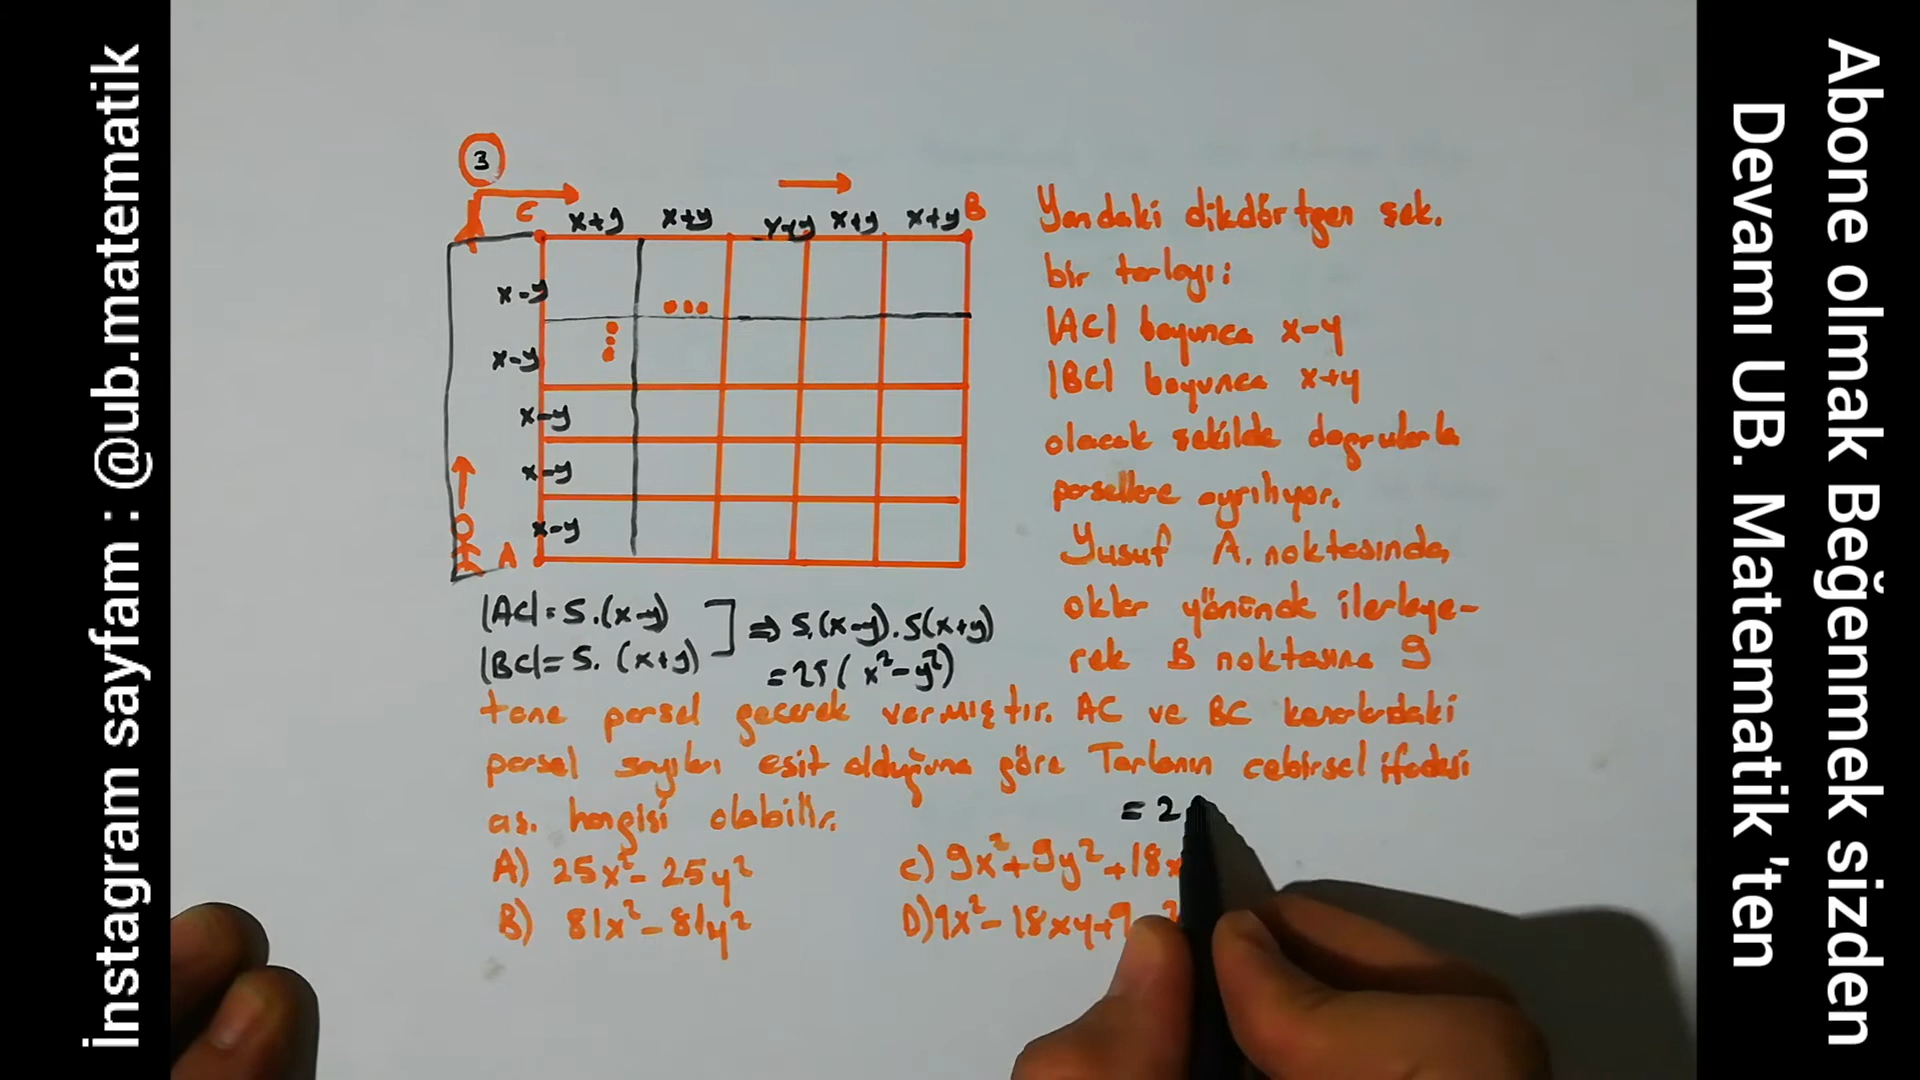 İnstagram sayfam : @ub.matematik
3
C x+y x+y x+y x+y x+y B
x-y
x-y
x-y
x-y
x-y
A
|AC|=5.(x-y)
|BC|=5.(x+y)
⇒ 5.(x-y).5(x+y)
=25(x²-y²)
Yandaki dikdörtgen şek.
bir tarlayı:
|AC| boyunca x-y
|BC| boyunca x+y
olacak şekilde doğrularla
parsellere ayrılıyor.
Yusuf A. noktasında,
oklar yönünde ilerleye-
rek B noktasına 9
tane parsel geçerek varmıştır. AC ve BC kenarlardaki
parsel sayıları eşit olduğuna göre Tarlanın cebirsel ifadesi
aş. hangisi olabilir.
= 2
A) 25x²- 25y²
B) 81x²-81y²
C) 9x²+9y²+18x
D) 9x²-18xy+9
Abone olmak Beğenmek sizden
Devamı UB. Matematik 'ten